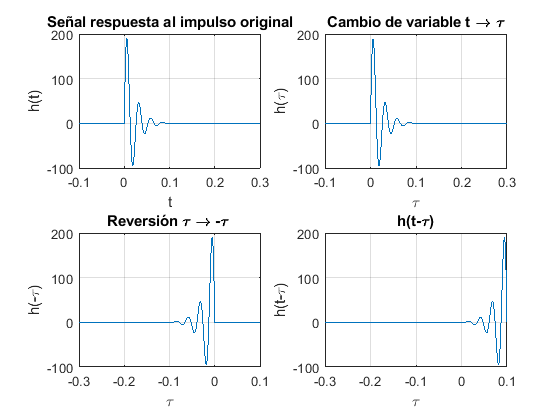 Señal respuesta al impulso original
200
100
0
-100
-0.1 0 0.1 0.2 0.3
h(t)
t
Cambio de variable t → τ
200
100
0
-100
-0.1 0 0.1 0.2 0.3
h(τ)
τ
Reversión τ → -τ
200
100
0
-100
-0.3 -0.2 -0.1 0 0.1
h(-τ)
τ
h(t-τ)
200
100
0
-100
-0.3 -0.2 -0.1 0 0.1
h(t-τ)
τ